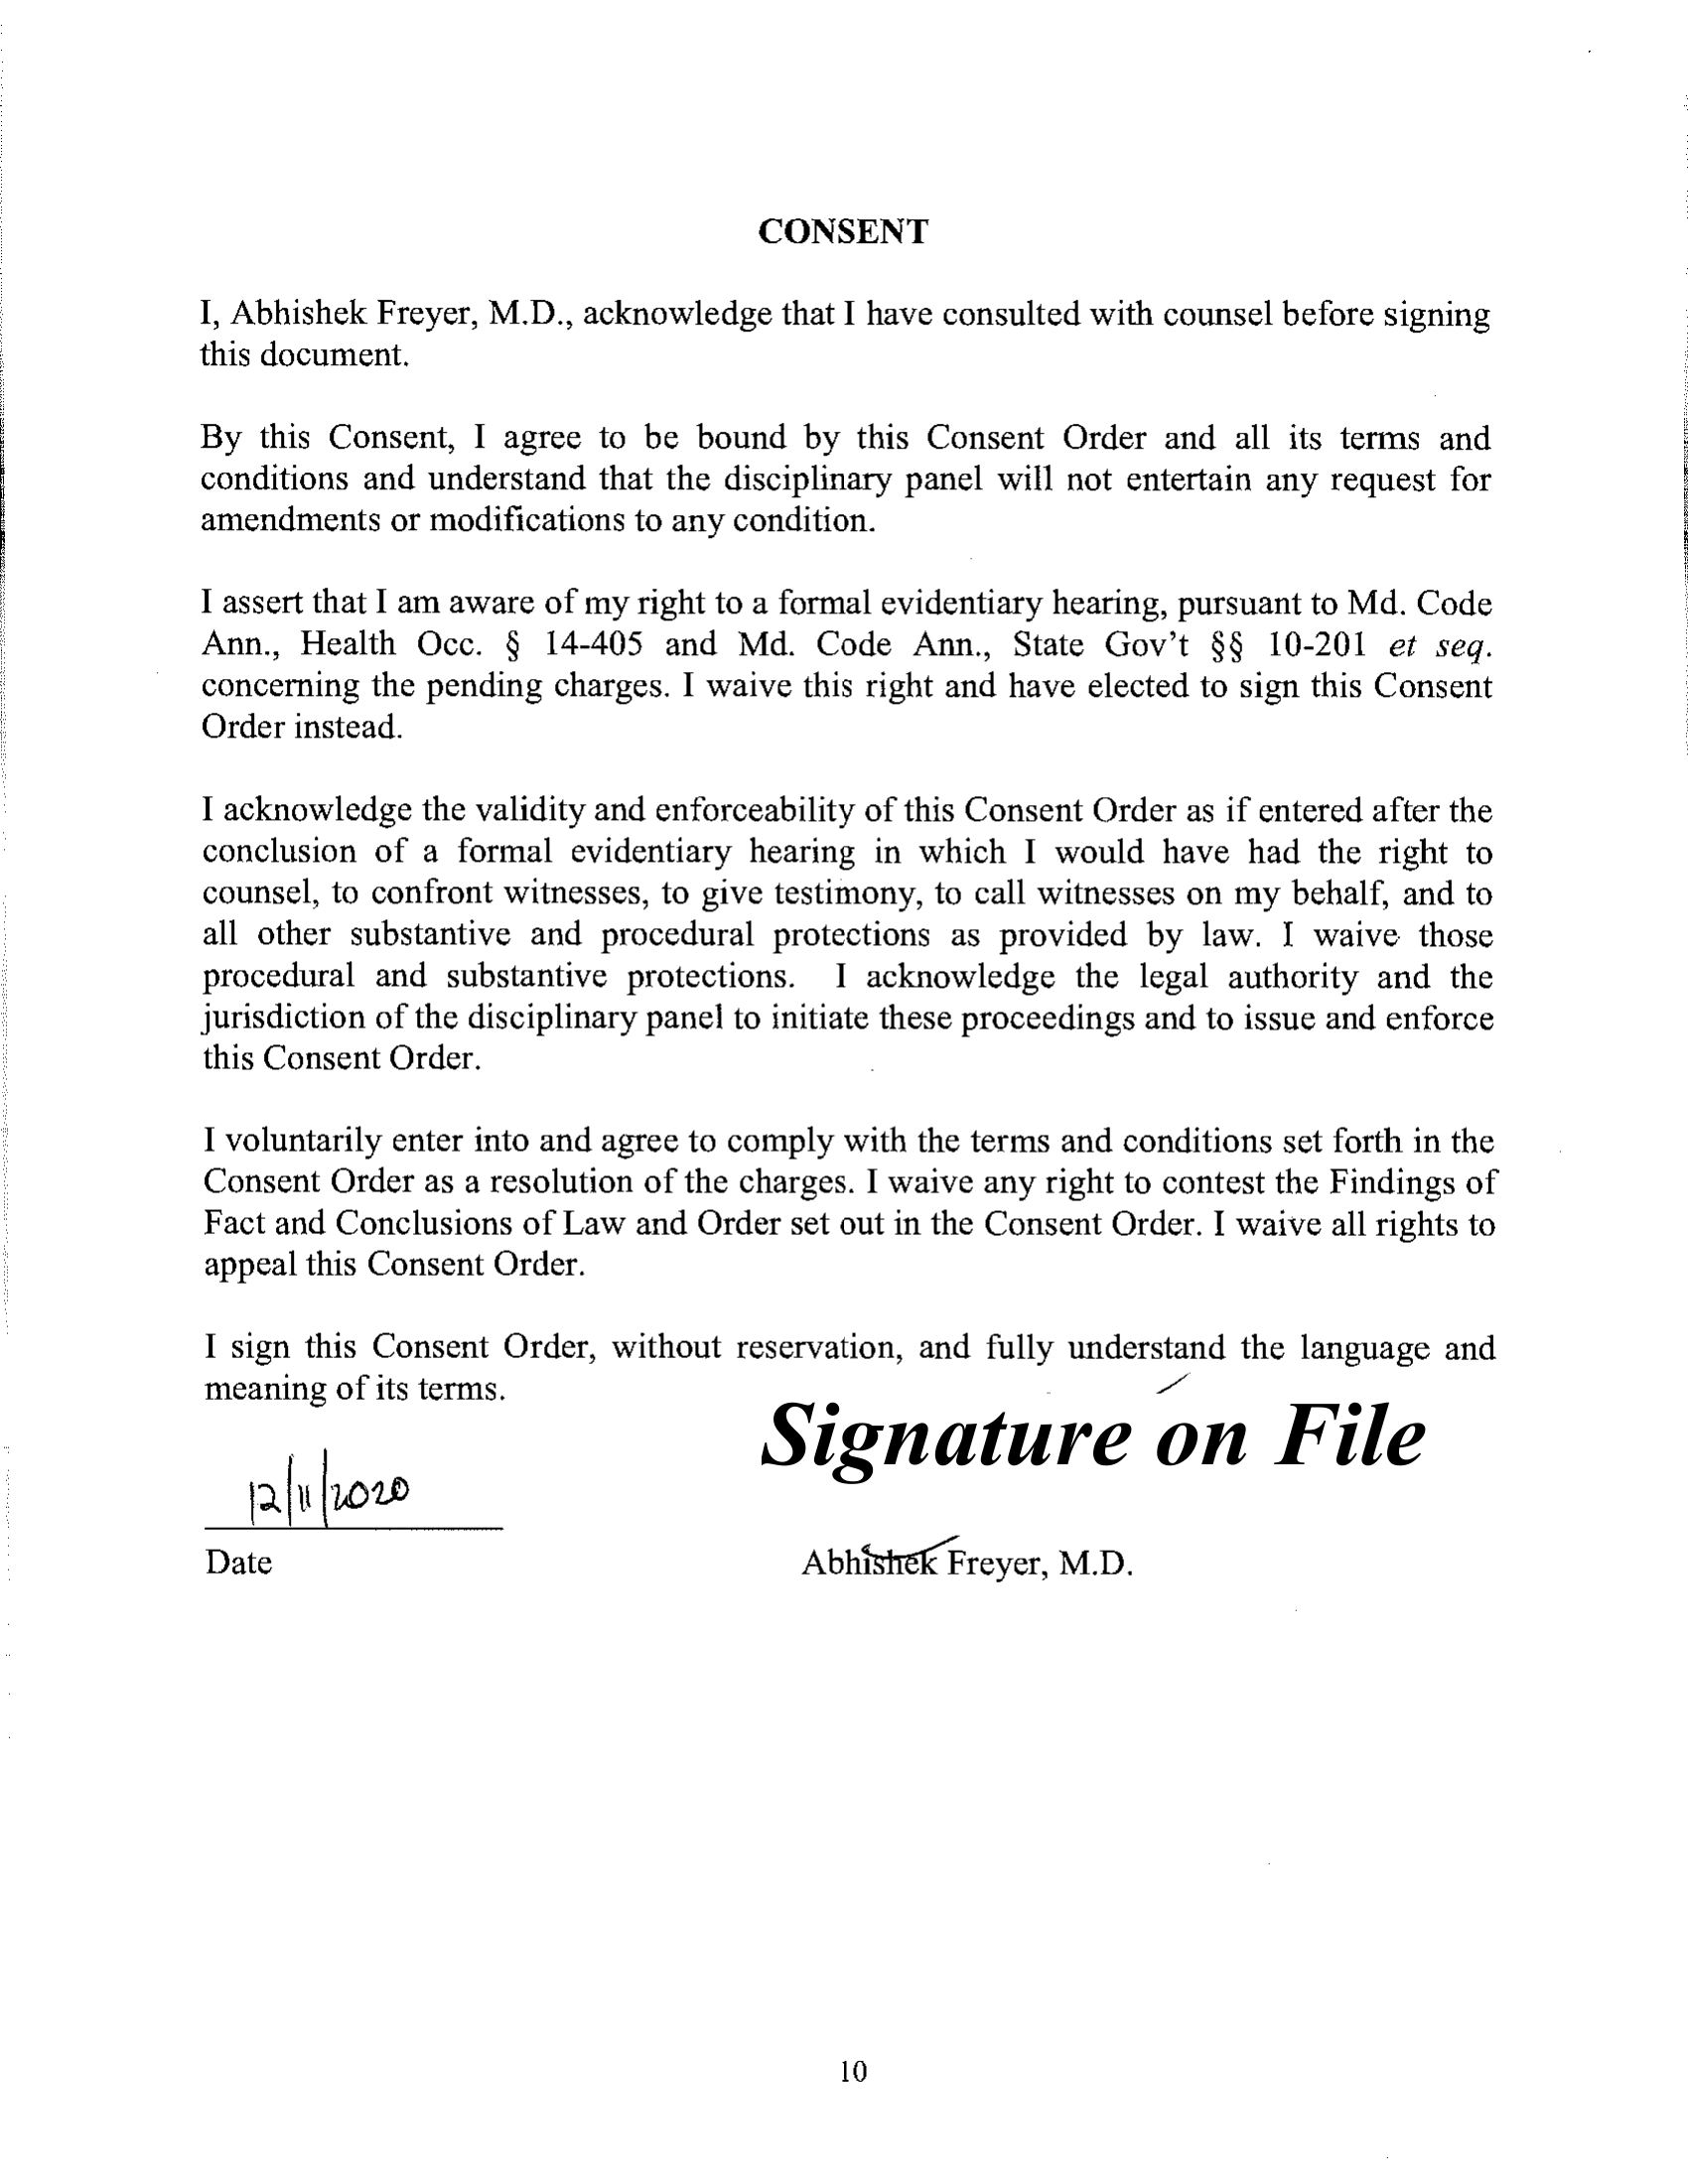 CONSENT
I, Abhishek Freyer, M.D., acknowledge that I have consulted with counsel before signing
this document.
By this Consent, I agree to be bound by this Consent Order and all its terms and
conditions and understand that the disciplinary panel will not entertain any request for
amendments or modifications to any condition.
I assert that I am aware of my right to a formal evidentiary hearing, pursuant to Md. Code
Ann., Health Occ. § 14-405 and Md. Code Ann., State Gov't §§ 10-201 et seq.
concerning the pending charges. I waive this right and have elected to sign this Consent
Order instead.
I acknowledge the validity and enforceability of this Consent Order as if entered after the
conclusion of a formal evidentiary hearing in which I would have had the right to
counsel, to confront witnesses, to give testimony, to call witnesses on my behalf, and to
all other substantive and procedural protections as provided by law. I waive those
procedural and substantive protections. I acknowledge the legal authority and the
jurisdiction of the disciplinary panel to initiate these proceedings and to issue and enforce
this Consent Order.
I voluntarily enter into and agree to comply with the terms and conditions set forth in the
Consent Order as a resolution of the charges. I waive any right to contest the Findings of
Fact and Conclusions of Law and Order set out in the Consent Order. I waive all rights to
appeal this Consent Order.
I sign this Consent Order, without reservation, and fully understand the language and
meaning of its terms.
Signature on File
12/11/2020
Date
Abhishek Freyer, M.D.
10